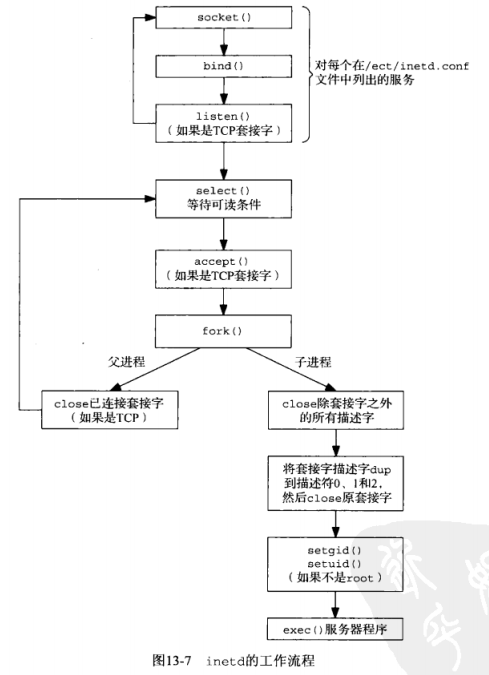 socket()
bind()
listen()
(如果是TCP套接字)
对每个在/ect/inetd.conf
文件中列出的服务
select()
等待可读条件
accept()
(如果是TCP套接字)
fork()
父进程
子进程
close已连接套接字
(如果是TCP)
close除套接字之外
的所有描述字
将套接字描述字dup
到描述符0、1和2,
然后close原套接字
setgid()
setuid()
(如果不是root)
exec()服务器程序
图13-7 inetd的工作流程